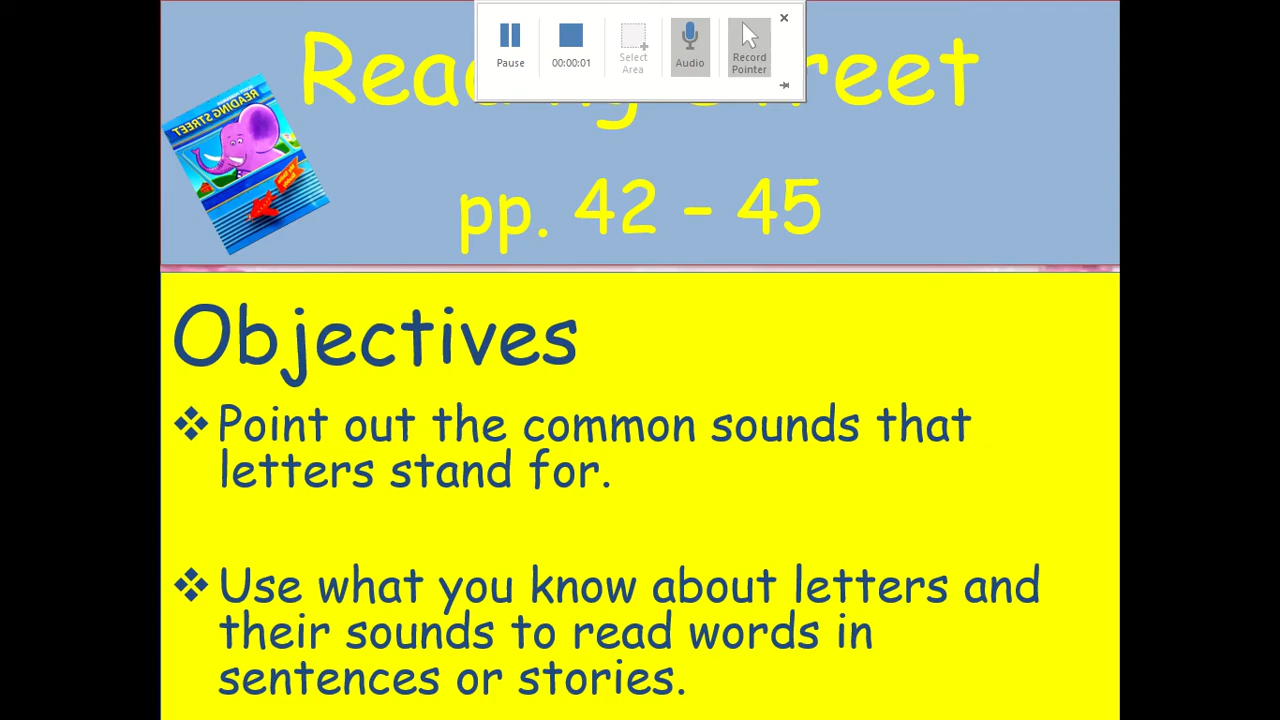 Pause
00:00:01
Select
Area
Audio
Record
Pointer
READING STREET
pp. 42 – 45
Objectives
❖ Point out the common sounds that
letters stand for.
❖ Use what you know about letters and
their sounds to read words in
sentences or stories.